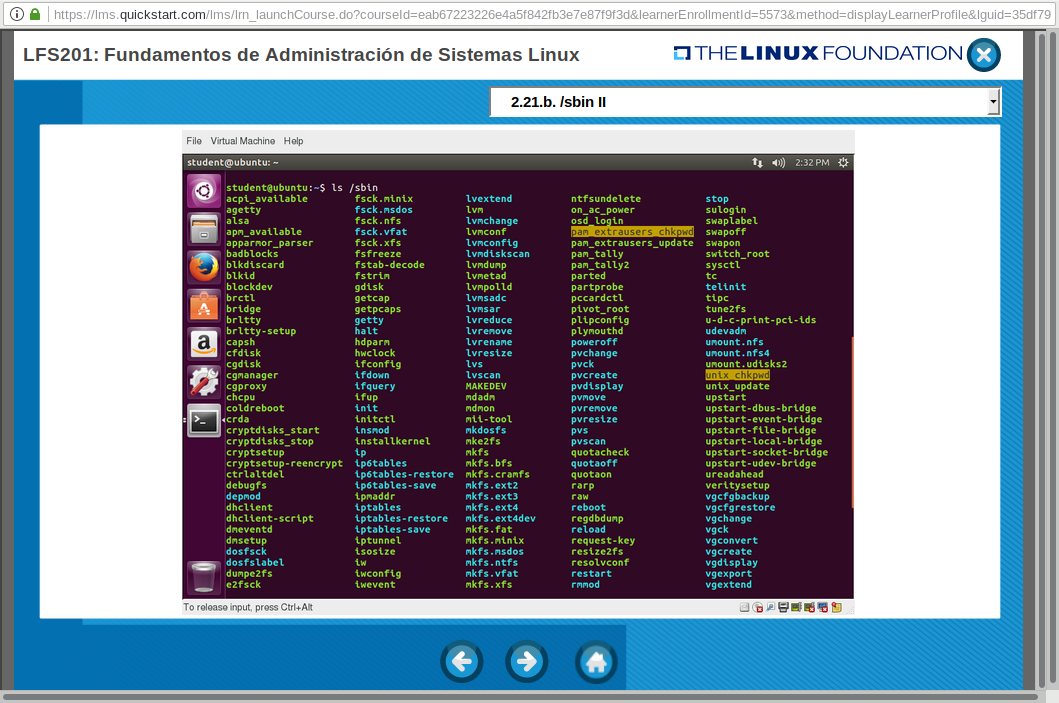 https://lms.quickstart.com/lms/lrn_launchCourse.do?courseId=eab67223226e4a5f842fb3e7e87f9f3d&learnerEnrollmentId=5573&method=displayLearnerProfile&lguid=35df79
LFS201: Fundamentos de Administración de Sistemas Linux
THE LINUX FOUNDATION
2.21.b. /sbin II
File Virtual Machine Help
student@ubuntu: ~ 2:32 PM
student@ubuntu:~$ ls /sbin
acpi_available fsck.minix lvextend ntfsundelete stop
agetty fsck.msdos lvm on_ac_power sulogin
alsa fsck.nfs lvmchange osd_login swaplabel
apm_available fsck.vfat lvmconf pam_extrausers_chkpwd swapoff
apparmor_parser fsck.xfs lvmconfig pam_extrausers_update swapon
badblocks fsfreeze lvmdiskscan pam_tally switch_root
blkdiscard fstab-decode lvmdump pam_tally2 sysctl
blkid fstrim lvmetad parted tc
blockdev gdisk lvmpolld partprobe telinit
brctl getcap lvmsadc pccardctl tipc
bridge getpcaps lvmsar pivot_root tune2fs
brltty getty lvreduce plipconfig u-d-c-print-pci-ids
brltty-setup halt lvremove plymouthd udevadm
capsh hdparm lvrename poweroff umount.nfs
cfdisk hwclock lvresize pvchange umount.nfs4
cgdisk ifconfig lvs pvck umount.udisks2
cgmanager ifdown lvscan pvcreate unix_chkpwd
cgproxy ifquery MAKEDEV pvdisplay unix_update
chcpu ifup mdadm pvmove upstart
coldreboot init mdmon pvremove upstart-dbus-bridge
crda initctl mii-tool pvresize upstart-event-bridge
cryptdisks_start insmod mkdosfs pvs upstart-file-bridge
cryptdisks_stop installkernel mke2fs pvscan upstart-local-bridge
cryptsetup ip mkfs quotacheck upstart-socket-bridge
cryptsetup-reencrypt ip6tables mkfs.bfs quotaoff upstart-udev-bridge
ctrlaltdel ip6tables-restore mkfs.cramfs quotaon ureadahead
debugfs ip6tables-save mkfs.ext2 rarp veritysetup
depmod ipmaddr mkfs.ext3 raw vgcfgbackup
dhclient iptables mkfs.ext4 reboot vgcfgrestore
dhclient-script iptables-restore mkfs.ext4dev regdbdump vgchange
dmeventd iptables-save mkfs.fat reload vgck
dmsetup iptunnel mkfs.minix request-key vgconvert
dosfsck isosize mkfs.msdos resize2fs vgcreate
dosfslabel iw mkfs.ntfs resolvconf vgdisplay
dumpe2fs iwconfig mkfs.vfat restart vgexport
e2fsck iwevent mkfs.xfs rmmod vgextend
To release input, press Ctrl+Alt